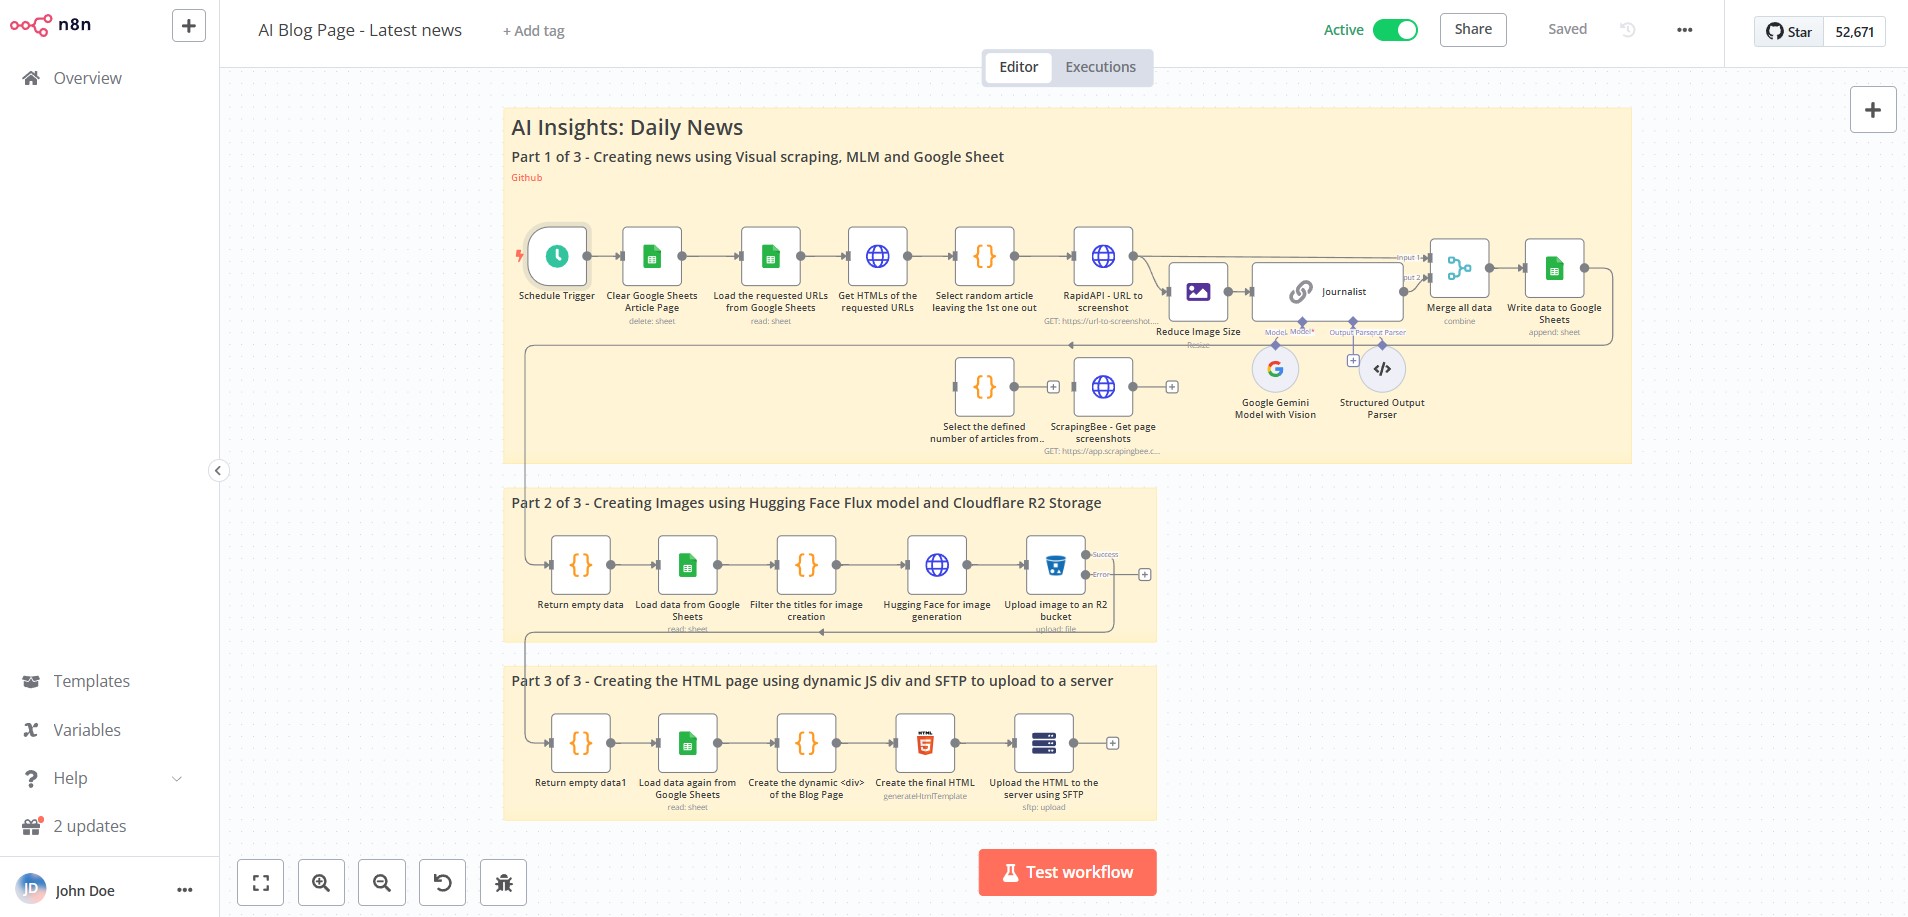 n8n
AI Blog Page - Latest news
+ Add tag
Active
Share
Saved
Star
52,671
Editor
Executions
Overview
AI Insights: Daily News
Part 1 of 3 - Creating news using Visual scraping, MLM and Google Sheet
Github
Schedule Trigger
Clear Google Sheets
Article Page
delete: sheet
Load the requested URLs
from Google Sheets
read: sheet
Get HTMLs of the
requested URLs
Select random article
leaving the 1st one out
RapidAPI - URL to
screenshot
GET: https://url-to-screenshot....
Reduce Image Size
Resize
Journalist
Model
Model*
Output Parser
Parser
Input 1
put 2
Merge all data
combine
Write data to Google
Sheets
append: sheet
Select the defined
number of articles from...
ScrapingBee - Get page
screenshots
GET: https://app.scrapingbee.c...
Google Gemini
Model with Vision
Structured Output
Parser
Part 2 of 3 - Creating Images using Hugging Face Flux model and Cloudflare R2 Storage
Return empty data
Load data from Google
Sheets
read: sheet
Filter the titles for image
creation
Hugging Face for image
generation
Upload image to an R2
bucket
upload: file
Success
Error
Part 3 of 3 - Creating the HTML page using dynamic JS div and SFTP to upload to a server
Return empty data1
Load data again from
Google Sheets
read: sheet
Create the dynamic <div>
of the Blog Page
HTML
Create the final HTML
generateHtmlTemplate
Upload the HTML to the
server using SFTP
sftp: upload
Templates
Variables
Help
2 updates
JD
John Doe
Test workflow